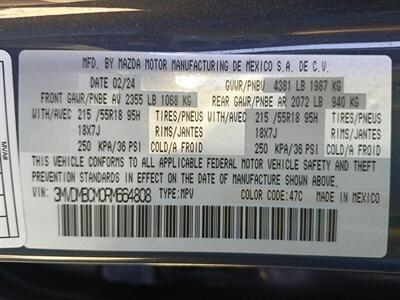 MFD. BY MAZDA MOTOR MANUFACTURING DE MEXICO S.A. DE C.V.
DATE: 02/24 GVWR/PNBV 4381 LB 1987 KG
FRONT GAWR/PNBE AV 2355 LB 1068 KG REAR GAWR/PNBE AR 2072 LB 940 KG
WITH/AVEC 215 /55R18 95H TIRES/PNEUS WITH/AVEC 215 /55R18 95H TIRES/PNEUS
18X7J RIMS/JANTES 18X7J RIMS/JANTES
250 KPA/36 PSI COLD/A FROID 250 KPA/36 PSI COLD/A FROID
THIS VEHICLE CONFORMS TO ALL APPLICABLE FEDERAL MOTOR VEHICLE SAFETY AND THEFT
PREVENTION STANDARDS IN EFFECT ON THE DATE OF MANUFACTURE SHOWN ABOVE.
VIN: 3MVDMBCM0RM664808 TYPE: MPV COLOR CODE: 47C MADE IN MEXICO